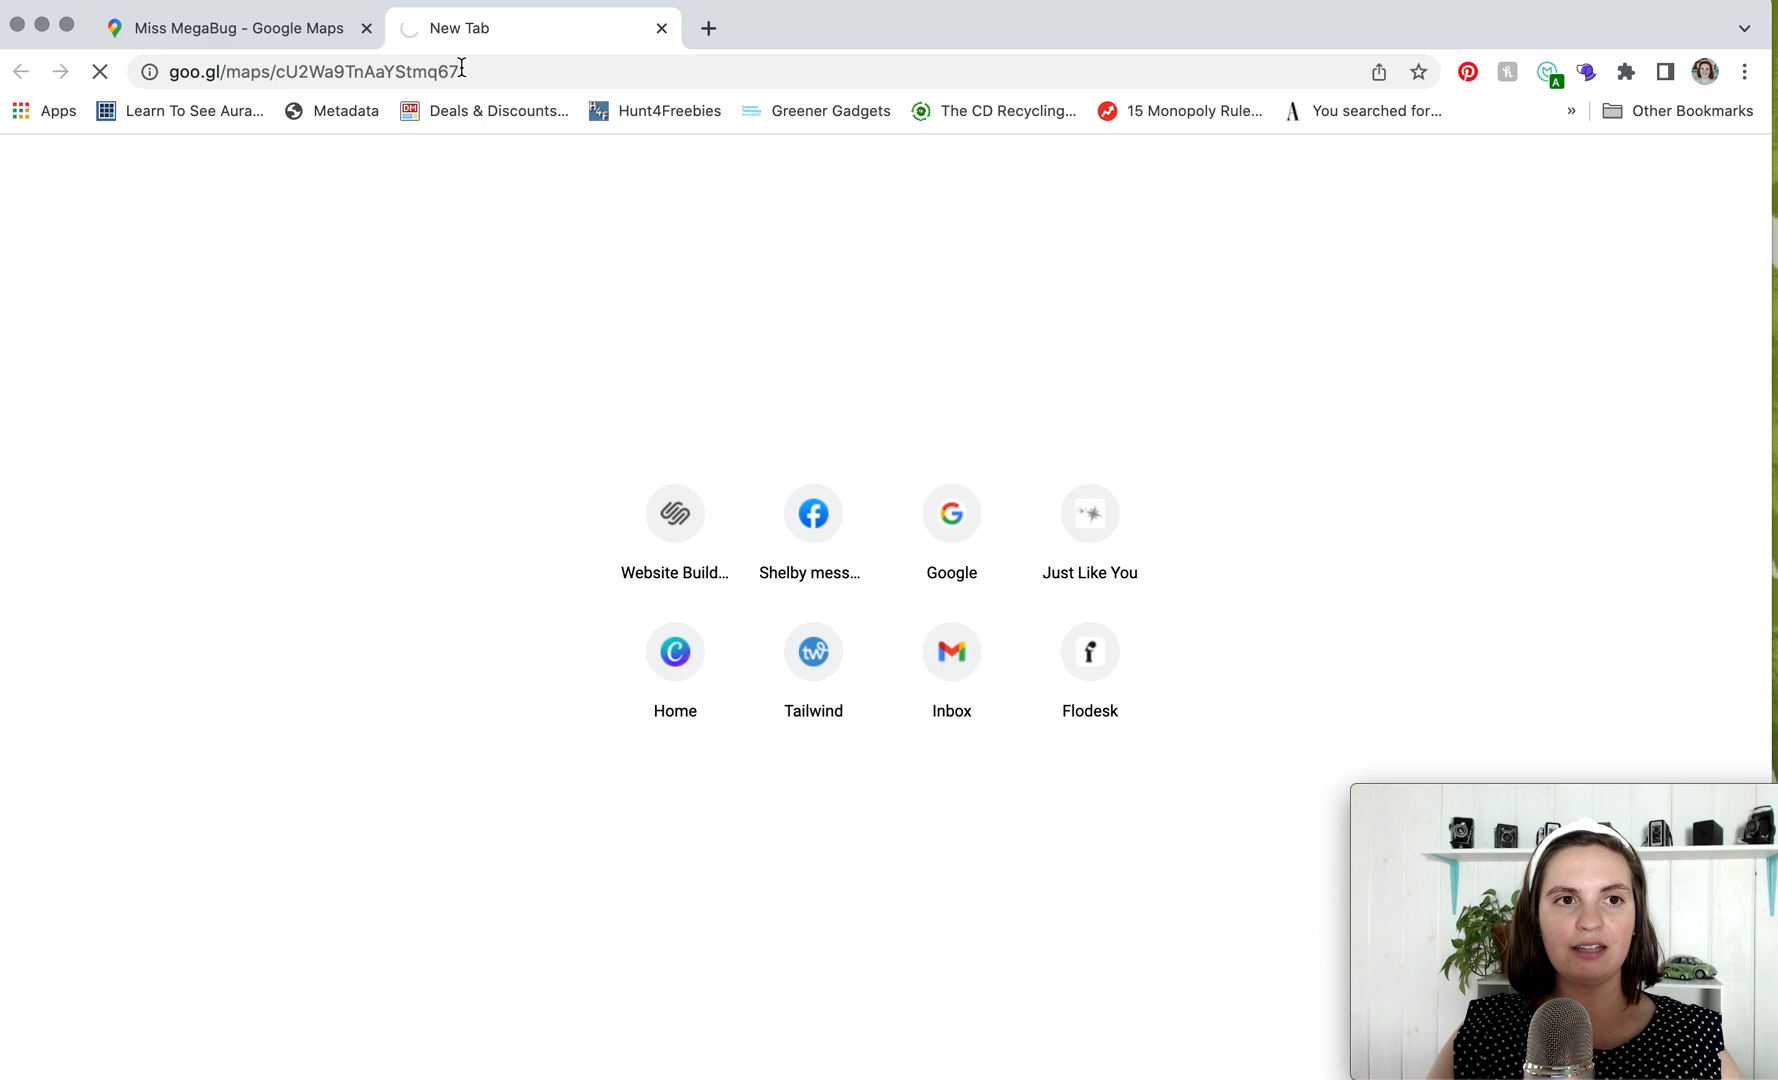 Miss MegaBug - Google Maps
New Tab
goo.gl/maps/cU2Wa9TnAaYStmq67
Apps
Learn To See Aura...
Metadata
DM
Deals & Discounts...
H4F
Hunt4Freebies
Greener Gadgets
The CD Recycling...
15 Monopoly Rule...
You searched for...
»
Other Bookmarks
A
Website Build...
Shelby mess...
Google
Just Like You
Home
Tailwind
Inbox
Flodesk